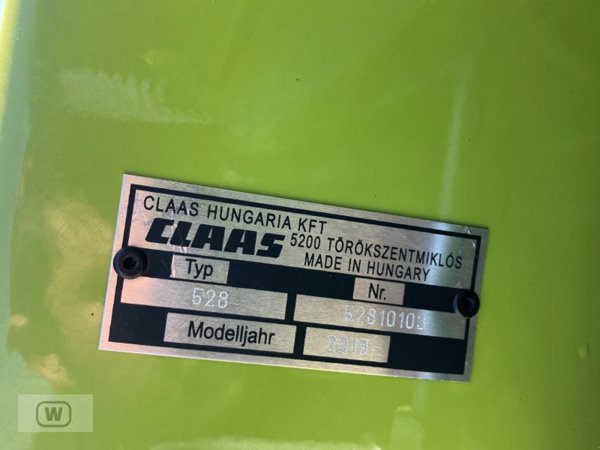 CLAAS HUNGARIA KFT
CLAAS 5200 TÖRÖKSZENTMIKLÓS
MADE IN HUNGARY
Typ Nr.
528 52810103
Modelljahr
W